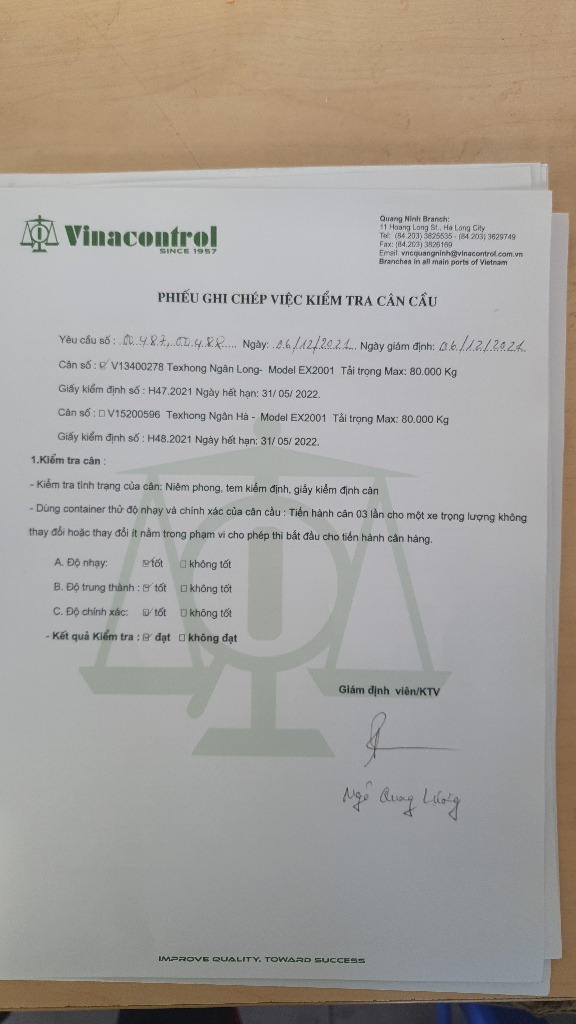 Vinacontrol
SINCE 1957
Quang Ninh Branch:
11 Hoang Long St., Ha Long City
Tel: (84.203) 3825535 - (84.203) 3629749
Fax: (84.203) 3826169
Email: vncquangninh@vinacontrol.com.vn
Branches in all main ports of Vietnam
PHIẾU GHI CHÉP VIỆC KIỂM TRA CÂN CẦU
Yêu cầu số : 00.487, 00.488.... Ngày: 06/12/2021.. Ngày giám định: 06/12/2021
Cân số : ☑ V13400278 Texhong Ngân Long- Model EX2001 Tải trọng Max: 80.000 Kg
Giấy kiểm định số : H47.2021 Ngày hết hạn: 31/ 05/ 2022.
Cân số : ☐ V15200596 Texhong Ngân Hà - Model EX2001 Tải trọng Max: 80.000 Kg
Giấy kiểm định số : H48.2021 Ngày hết hạn: 31/ 05/ 2022.
1.Kiểm tra cân :
- Kiểm tra tình trạng của cân: Niêm phong, tem kiểm định, giấy kiểm định cân
- Dùng container thử độ nhạy và chính xác của cân cầu : Tiến hành cân 03 lần cho một xe trọng lượng không
thay đổi hoặc thay đổi ít nằm trong phạm vi cho phép thì bắt đầu cho tiến hành cân hàng.
A. Độ nhạy: ☑ tốt ☐ không tốt
B. Độ trung thành : ☑ tốt ☐ không tốt
C. Độ chính xác: ☑ tốt ☐ không tốt
- Kết quả Kiểm tra : ☑ đạt ☐ không đạt
Giám định viên/KTV
Ngô Quang Lương
IMPROVE QUALITY, TOWARD SUCCESS